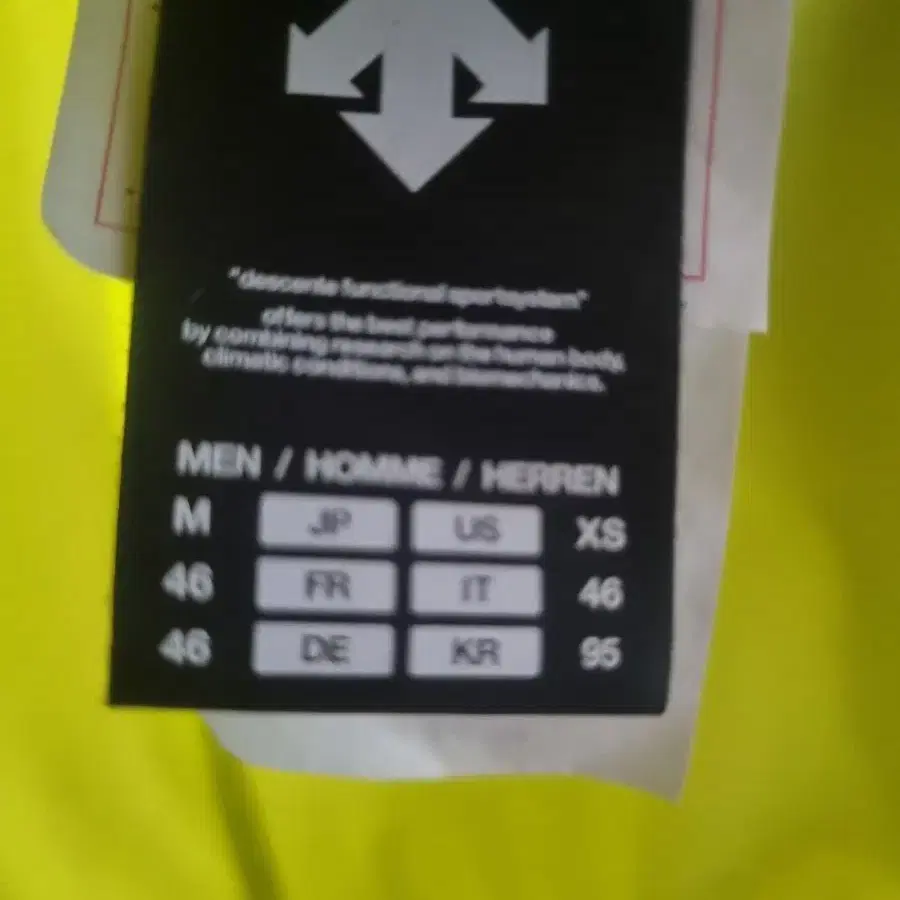 "descente functional sportsystem"
offers the best performance
by combining research on the human body,
climatic conditions, and biomechanics.
MEN / HOMME / HERREN
M JP US XS
46 FR IT 46
46 DE KR 95